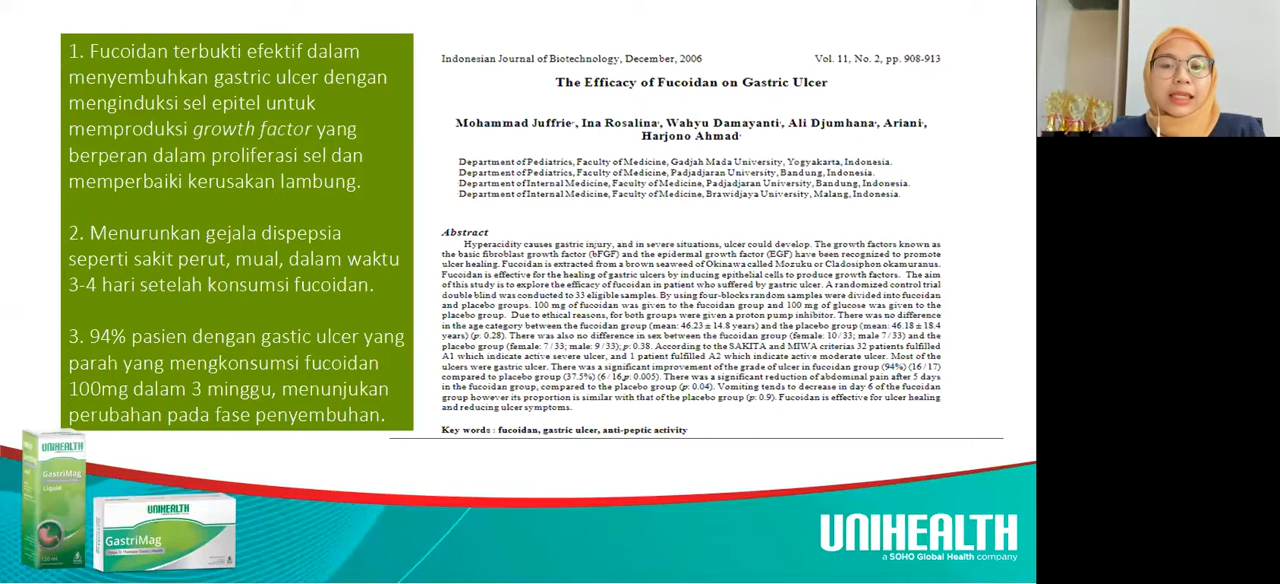 1. Fucoidan terbukti efektif dalam
menyembuhkan gastric ulcer dengan
menginduksi sel epitel untuk
memproduksi growth factor yang
berperan dalam proliferasi sel dan
memperbaiki kerusakan lambung.
2. Menurunkan gejala dispepsia
seperti sakit perut, mual, dalam waktu
3-4 hari setelah konsumsi fucoidan.
3. 94% pasien dengan gastic ulcer yang
parah yang mengkonsumsi fucoidan
100mg dalam 3 minggu, menunjukan
perubahan pada fase penyembuhan.
Indonesian Journal of Biotechnology, December, 2006 Vol. 11, No. 2, pp. 908-913
The Efficacy of Fucoidan on Gastric Ulcer
Mohammad Juffrie, Ina Rosalina, Wahyu Damayanti, Ali Djumhana, Ariani,
Harjono Ahmad
Department of Pediatrics, Faculty of Medicine, Gadjah Mada University, Yogyakarta, Indonesia.
Department of Pediatrics, Faculty of Medicine, Padjadjaran University, Bandung, Indonesia.
Department of Internal Medicine, Faculty of Medicine, Padjadjaran University, Bandung, Indonesia.
Department of Internal Medicine, Faculty of Medicine, Brawidjaya University, Malang, Indonesia.
Abstract
Hyperacidity causes gastric injury, and in severe situations, ulcer could develop. The growth factors known as
the basic fibroblast growth factor (bFGF) and the epidermal growth factor (EGF) have been recognized to promote
ulcer healing. Fucoidan is extracted from a brown seaweed of Okinawa called Mozuku or Cladosiphon okamuranus.
Fucoidan is effective for the healing of gastric ulcers by inducing epithelial cells to produce growth factors. The aim
of this study is to explore the efficacy of fucoidan in patient who suffered by gastric ulcer. A randomized control trial
double blind was conducted to 33 eligible samples. By using four-blocks random samples were divided into fucoidan
and placebo groups. 100 mg of fucoidan was given to the fucoidan group and 100 mg of glucose was given to the
placebo group. Due to ethical reasons, for both groups were given a proton pump inhibitor. There was no difference
in the age category between the fucoidan group (mean: 46.23 ± 14.8 years) and the placebo group (mean: 46.18 ± 18.4
years) (p: 0.28). There was also no difference in sex between the fucoidan group (female: 10/33; male 7/33) and the
placebo group (female: 7/33; male: 9/33); p: 0.38. According to the SAKITA and MIWA criterias 32 patients fulfilled
A1 which indicate active severe ulcer, and 1 patient fulfilled A2 which indicate active moderate ulcer. Most of the
ulcers were gastric ulcer. There was a significant improvement of the grade of ulcer in fucoidan group (94%) (16/17)
compared to placebo group (37.5%) (6/16,p: 0.005). There was a significant reduction of abdominal pain after 5 days
in the fucoidan group, compared to the placebo group (p: 0.04). Vomiting tends to decrease in day 6 of the fucoidan
group however its proportion is similar with that of the placebo group (p: 0.9). Fucoidan is effective for ulcer healing
and reducing ulcer symptoms.
Key words : fucoidan, gastric ulcer, anti-peptic activity
UNIHEALTH
GastriMag
Liquid
120 ml
UNIHEALTH
GastriMag
UNIHEALTH
a SOHO Global Health company